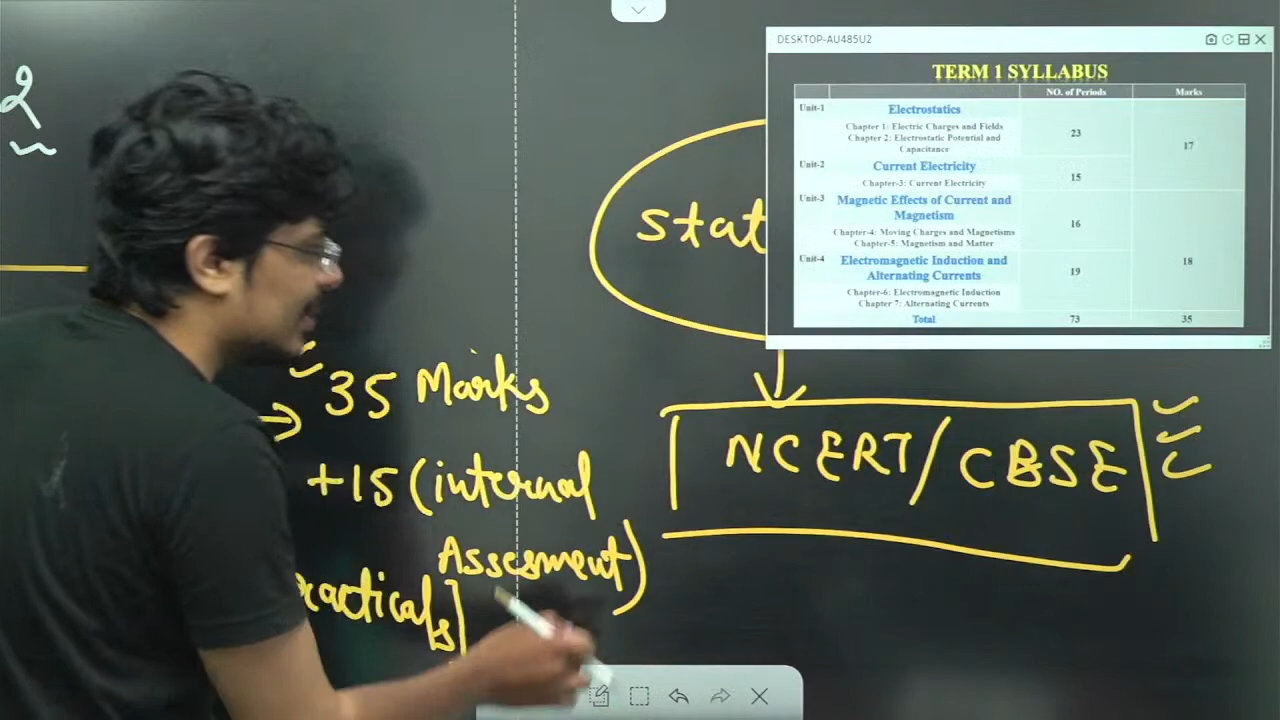 2
DESKTOP-AU485U2
TERM 1 SYLLABUS
NO. of Periods Marks
Unit-1 Electrostatics
Chapter 1: Electric Charges and Fields
Chapter 2: Electrostatic Potential and
Capacitance
23
17
Unit-2 Current Electricity
Chapter-3: Current Electricity
15
Unit-3 Magnetic Effects of Current and
Magnetism
Chapter-4: Moving Charges and Magnetisms
Chapter-5: Magnetism and Matter
16
18
Unit-4 Electromagnetic Induction and
Alternating Currents
Chapter-6: Electromagnetic Induction
Chapter 7: Alternating Currents
19
Total 73 35
stat
35 Marks
+15 (internal
Assesment)
racticals]
NCERT/CBSE